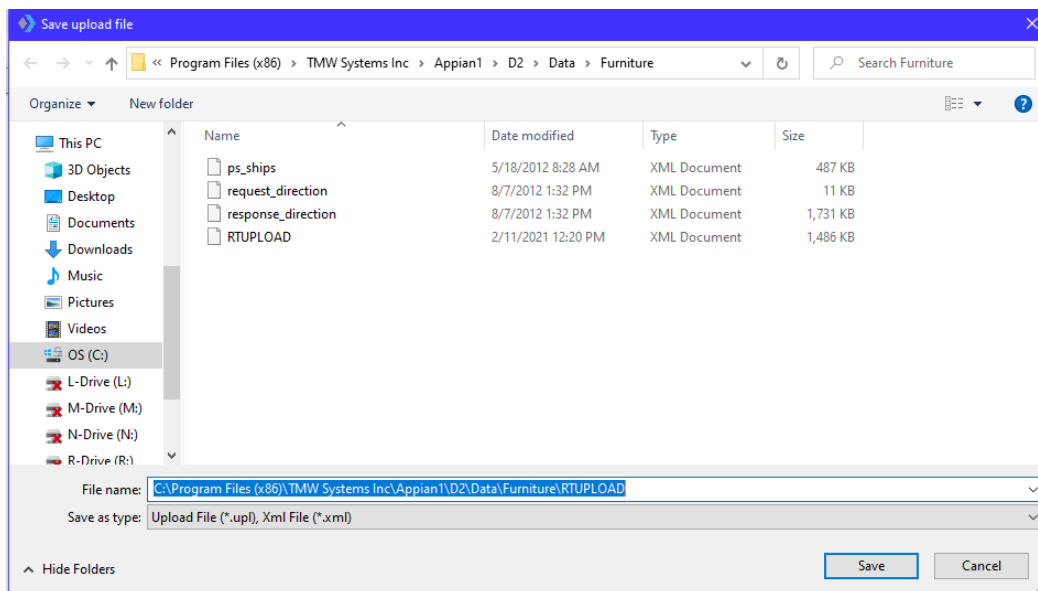 Save upload file
« Program Files (x86) > TMW Systems Inc > Appian1 > D2 > Data > Furniture
Search Furniture
Organize
New folder
This PC
3D Objects
Desktop
Documents
Downloads
Music
Pictures
Videos
OS (C:)
L-Drive (L:)
M-Drive (M:)
N-Drive (N:)
R-Drive (R:)
Name Date modified Type Size
ps_ships 5/18/2012 8:28 AM XML Document 487 KB
request_direction 8/7/2012 1:32 PM XML Document 11 KB
response_direction 8/7/2012 1:32 PM XML Document 1,731 KB
RTUPLOAD 2/11/2021 12:20 PM XML Document 1,486 KB
File name: C:\Program Files (x86)\TMW Systems Inc\Appian1\D2\Data\Furniture\RTUPLOAD
Save as type: Upload File (*.upl), Xml File (*.xml)
Hide Folders
Save
Cancel